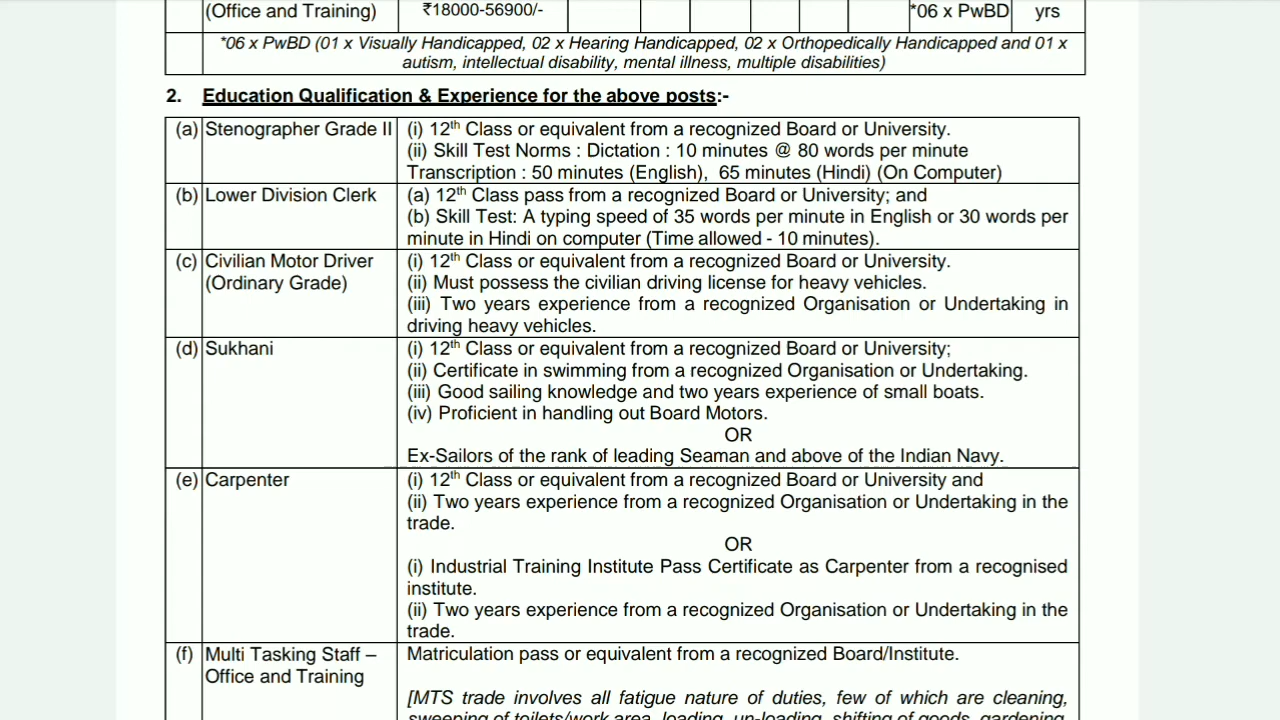 (Office and Training) ₹18000-56900/- *06 x PwBD yrs
*06 x PwBD (01 x Visually Handicapped, 02 x Hearing Handicapped, 02 x Orthopedically Handicapped and 01 x
autism, intellectual disability, mental illness, multiple disabilities)
2. Education Qualification & Experience for the above posts:-
(a) Stenographer Grade II (i) 12th Class or equivalent from a recognized Board or University.
(ii) Skill Test Norms : Dictation : 10 minutes @ 80 words per minute
Transcription : 50 minutes (English), 65 minutes (Hindi) (On Computer)
(b) Lower Division Clerk (a) 12th Class pass from a recognized Board or University; and
(b) Skill Test: A typing speed of 35 words per minute in English or 30 words per
minute in Hindi on computer (Time allowed - 10 minutes).
(c) Civilian Motor Driver (i) 12th Class or equivalent from a recognized Board or University.
(Ordinary Grade) (ii) Must possess the civilian driving license for heavy vehicles.
(iii) Two years experience from a recognized Organisation or Undertaking in
driving heavy vehicles.
(d) Sukhani (i) 12th Class or equivalent from a recognized Board or University;
(ii) Certificate in swimming from a recognized Organisation or Undertaking.
(iii) Good sailing knowledge and two years experience of small boats.
(iv) Proficient in handling out Board Motors.
OR
Ex-Sailors of the rank of leading Seaman and above of the Indian Navy.
(e) Carpenter (i) 12th Class or equivalent from a recognized Board or University and
(ii) Two years experience from a recognized Organisation or Undertaking in the
trade.
OR
(i) Industrial Training Institute Pass Certificate as Carpenter from a recognised
institute.
(ii) Two years experience from a recognized Organisation or Undertaking in the
trade.
(f) Multi Tasking Staff – Matriculation pass or equivalent from a recognized Board/Institute.
Office and Training
[MTS trade involves all fatigue nature of duties, few of which are cleaning,
sweeping of toilets/work area, loading, un-loading, shifting of goods, gardening,